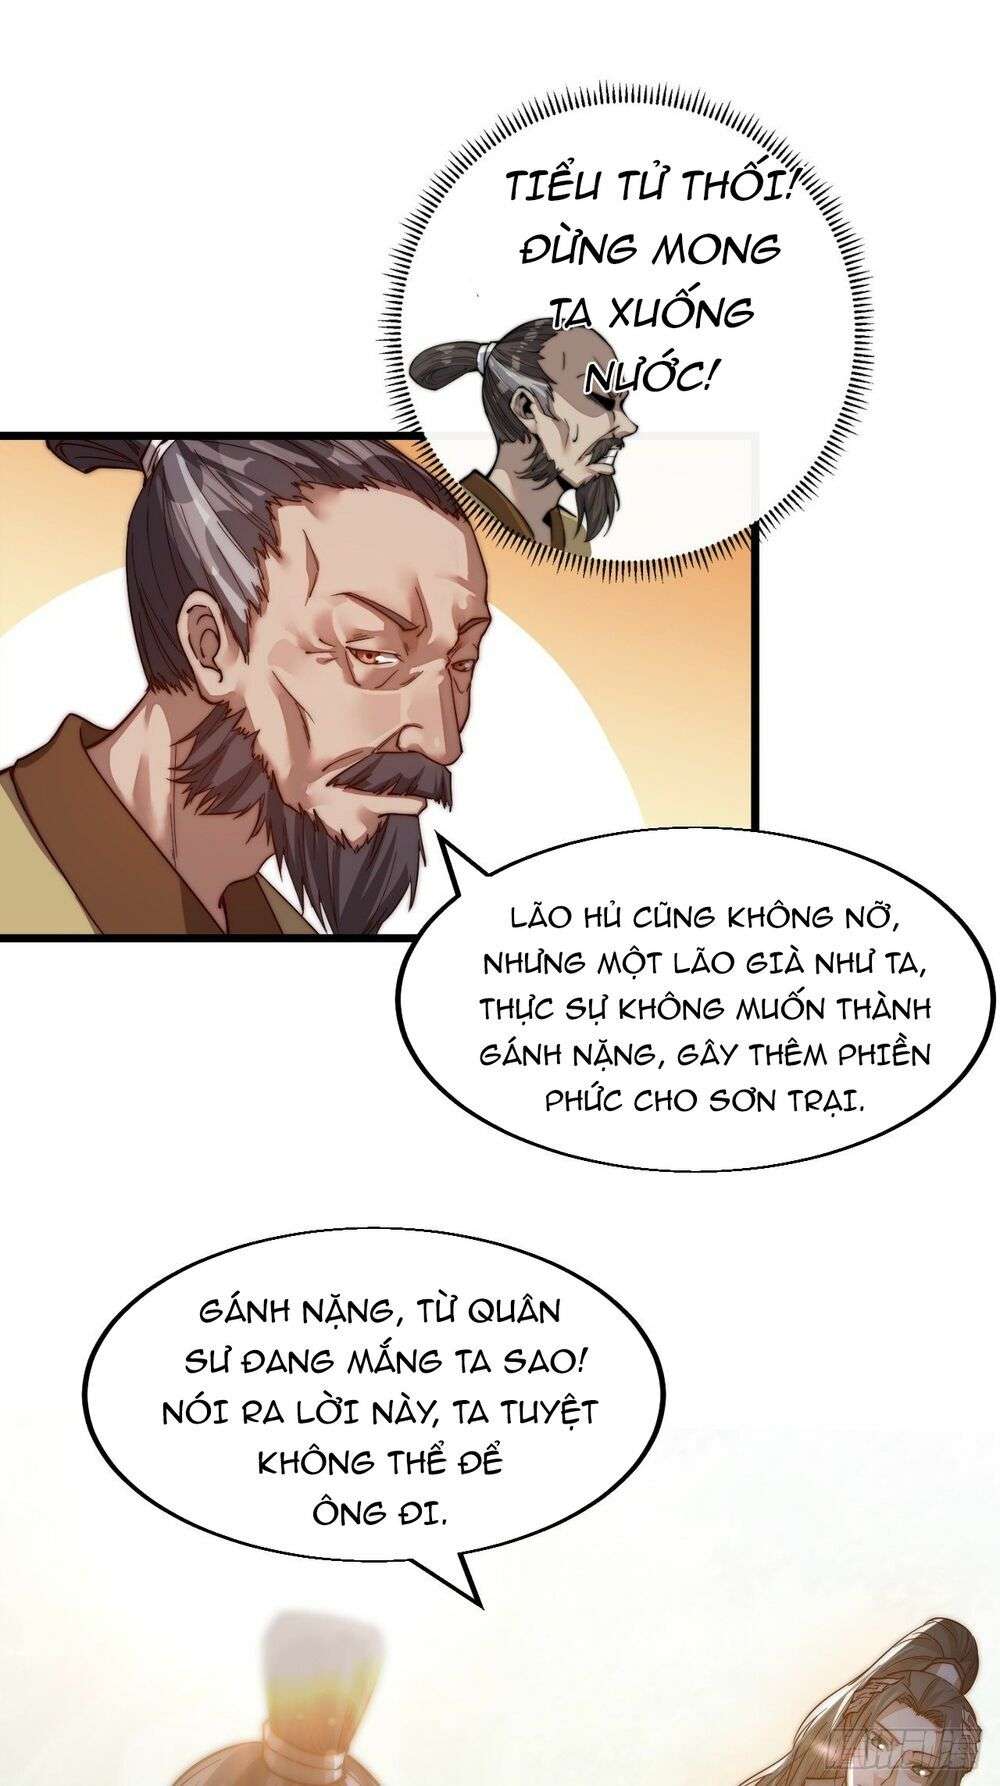 TIỂU TỬ THỐI!
ĐỪNG MONG
TA XUỐNG
NƯỚC!
LÃO HỦ CŨNG KHÔNG NỠ,
NHƯNG MỘT LÃO GIÀ NHƯ TA,
THỰC SỰ KHÔNG MUỐN THÀNH
GÁNH NẶNG, GÂY THÊM PHIỀN
PHỨC CHO SƠN TRẠI.
GÁNH NẶNG, TỪ QUÂN
SƯ ĐANG MẮNG TA SAO!
NÓI RA LỜI NÀY, TA TUYỆT
KHÔNG THỂ ĐỂ
ÔNG ĐI.